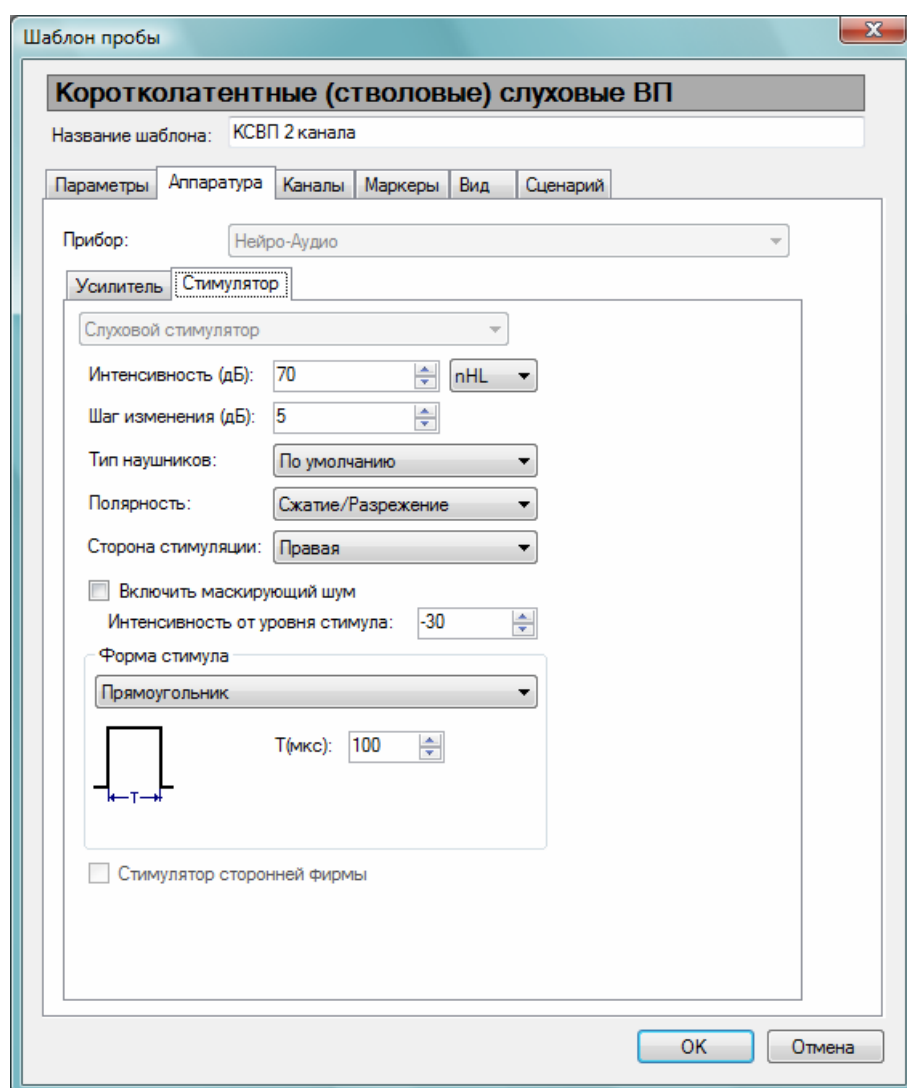 Шаблон пробы
Коротколатентные (стволовые) слуховые ВП
Название шаблона: КСВП 2 канала
Параметры Аппаратура Каналы Маркеры Вид Сценарий
Прибор: Нейро-Аудио
Усилитель Стимулятор
Слуховой стимулятор
Интенсивность (дБ): 70 nHL
Шаг изменения (дБ): 5
Тип наушников: По умолчанию
Полярность: Сжатие/Разрежение
Сторона стимуляции: Правая
Включить маскирующий шум
Интенсивность от уровня стимула: -30
Форма стимула
Прямоугольник
T(мкс): 100
T
Стимулятор сторонней фирмы
OK Отмена